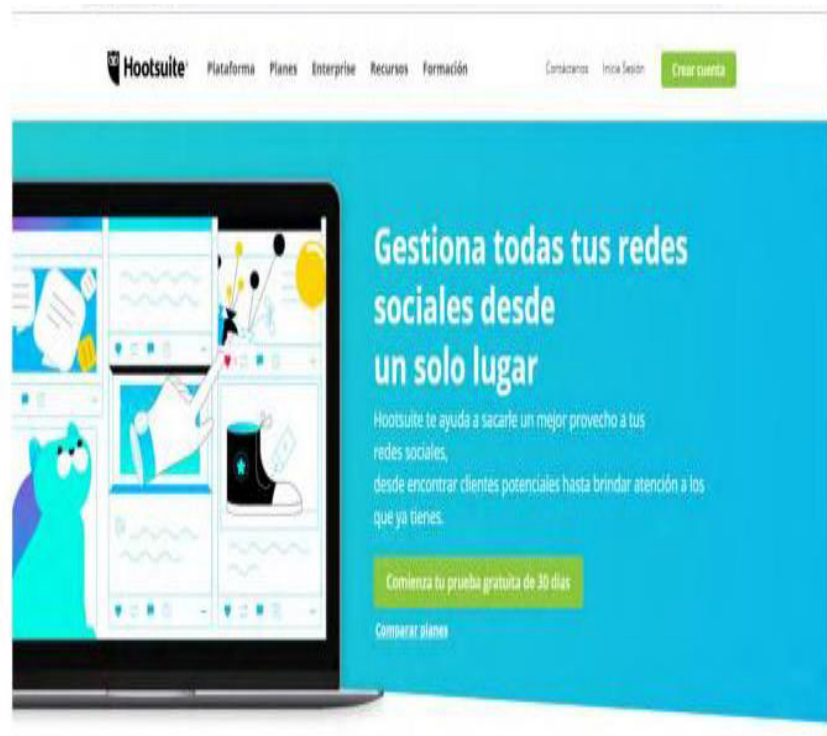 Hootsuite
Plataforma Planes Enterprise Recursos Formación
Contáctenos Inicia Sesión Crear cuenta
Gestiona todas tus redes
sociales desde
un solo lugar
Hootsuite te ayuda a sacarle un mejor provecho a tus
redes sociales,
desde encontrar clientes potenciales hasta brindar atención a los
que ya tienes.
Comienza tu prueba gratuita de 30 días
Comparar planes